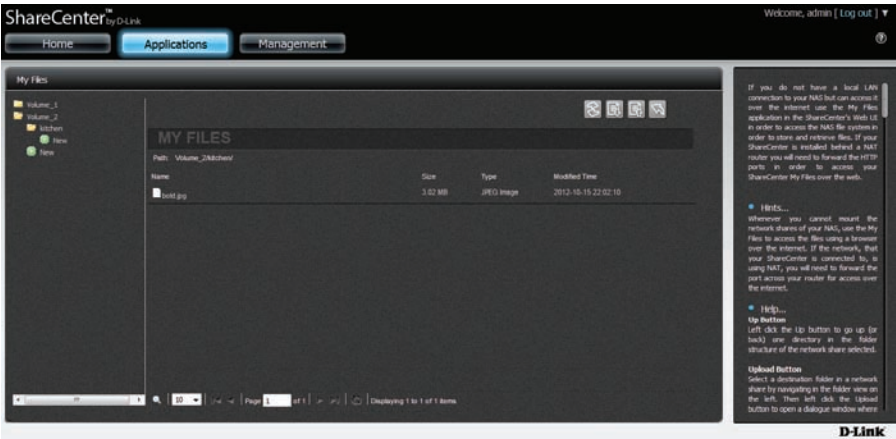 ShareCenter™ by D-Link
Welcome, admin [ Log out ] ▼
Home
Applications
Management
My Files
Volume_1
Volume_2
kitchen
New
New
MY FILES
Path: Volume_2/kitchen/
Name Size Type Modified Time
bold.jpg 3.02 MB JPEG Image 2012-10-15 22:02:10
10 Page 1 of 1 Displaying 1 to 1 of 1 items
If you do not have a local LAN
connection to your NAS but can access it
over the internet use the My Files
application in the ShareCenter's Web UI
in order to access the NAS file system in
order to store and retrieve files. If your
ShareCenter is installed behind a NAT
router you will need to forward the HTTP
ports in order to access your
ShareCenter My Files over the web.
Hints...
Whenever you cannot mount the
network shares of your NAS, use the My
Files to access the files using a browser
over the internet. If the network, that
your ShareCenter is connected to, is
using NAT, you will need to forward the
port across your router for access over
the internet.
Help...
Up Button
Left click the Up button to go up (or
back) one directory in the folder
structure of the network share selected.
Upload Button
Select a destination folder in a network
share by navigating in the folder view on
the left. Then left click the Upload
button to open a dialogue window where
D-Link